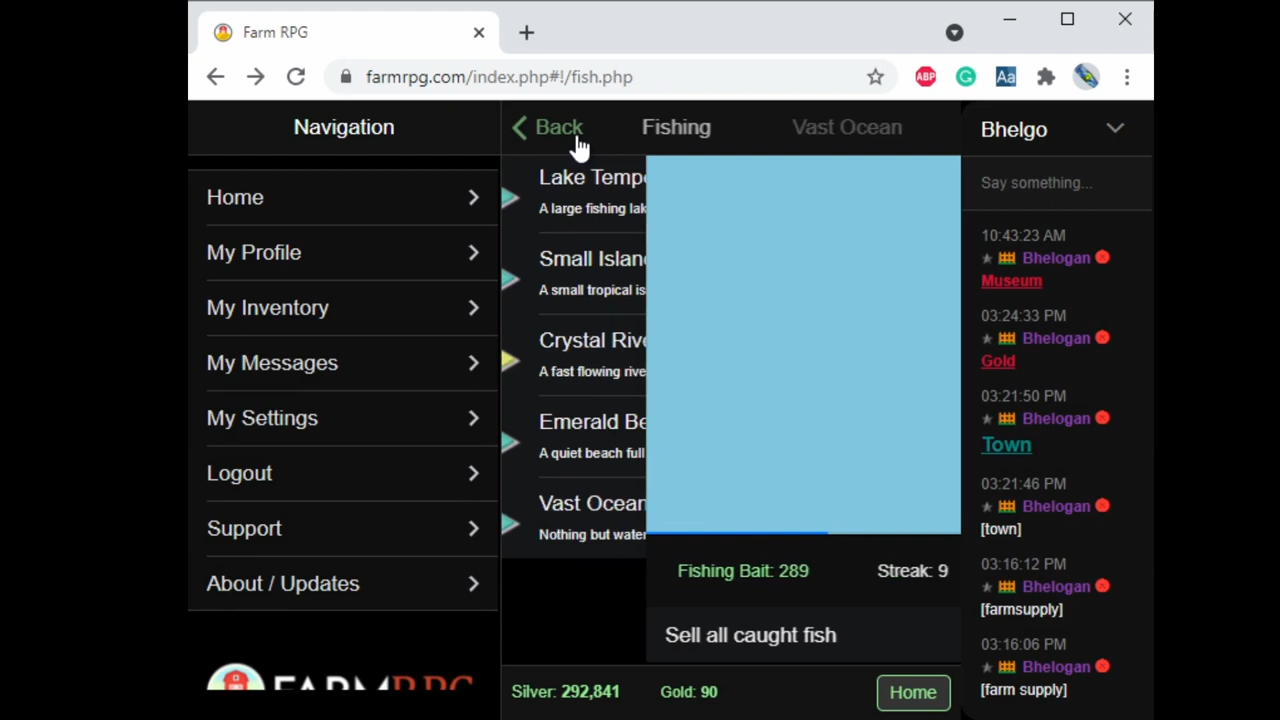 Farm RPG
farmrpg.com/index.php#!/fish.php
ABP
Aa
Navigation
Home
My Profile
My Inventory
My Messages
My Settings
Logout
Support
About / Updates
FARMRPG
Back
Fishing
Vast Ocean
Lake Tempe
A large fishing lak
Small Islan
A small tropical is
Crystal Rive
A fast flowing rive
Emerald Be
A quiet beach full
Vast Ocean
Nothing but water
Fishing Bait: 289
Streak: 9
Sell all caught fish
Silver: 292,841
Gold: 90
Home
Bhelgo
Say something...
10:43:23 AM
Bhelogan
Museum
03:24:33 PM
Bhelogan
Gold
03:21:50 PM
Bhelogan
Town
03:21:46 PM
Bhelogan
[town]
03:16:12 PM
Bhelogan
[farmsupply]
03:16:06 PM
Bhelogan
[farm supply]